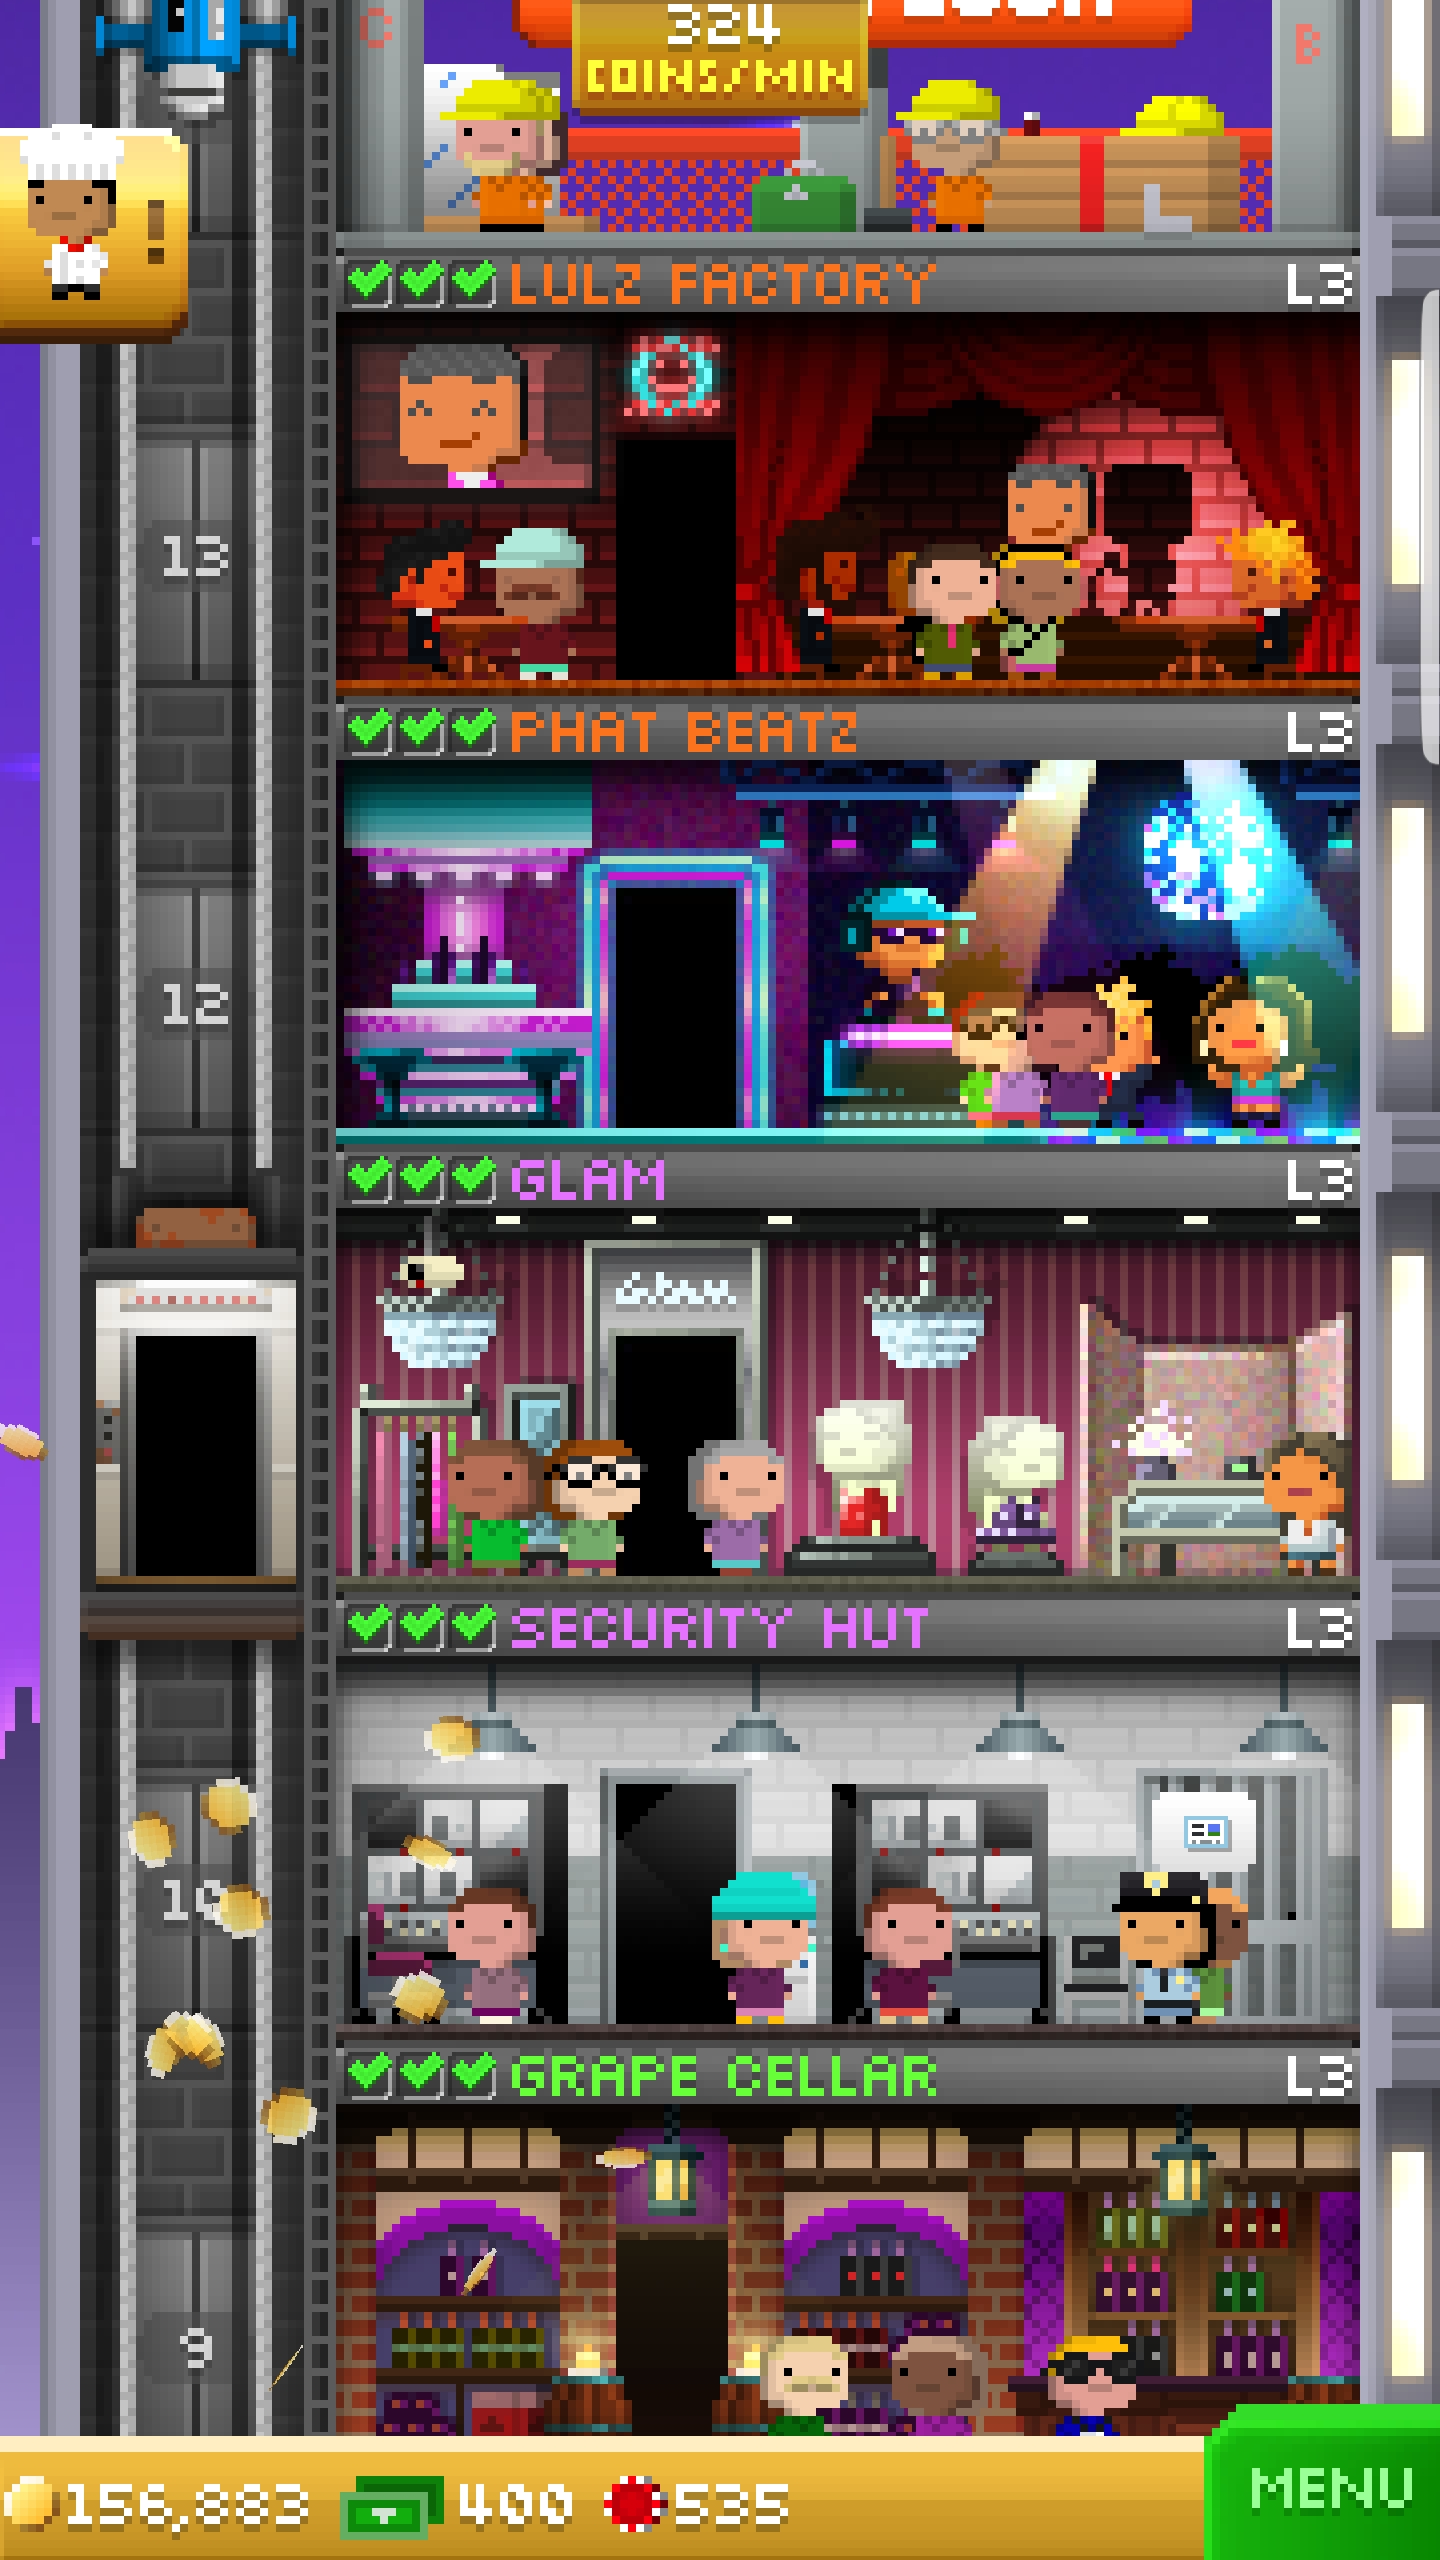 C
B
324
COINS/MIN
LULZ FACTORY L3
13
PHAT BEATZ L3
12
GLAM L3
Glam
SECURITY HUT L3
10
GRAPE CELLAR L3
9
156,883 400 535
MENU